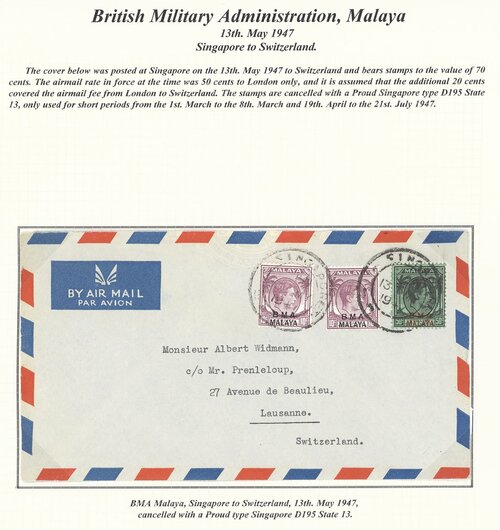 British Military Administration, Malaya
13th. May 1947
Singapore to Switzerland.
The cover below was posted at Singapore on the 13th. May 1947 to Switzerland and bears stamps to the value of 70
cents. The airmail rate in force at the time was 50 cents to London only, and it is assumed that the additional 20 cents
covered the airmail fee from London to Switzerland. The stamps are cancelled with a Proud Singapore type D195 State
13, only used for short periods from the 1st. March to the 8th. March and 19th. April to the 21st. July 1947.
BY AIR MAIL
PAR AVION
MALAYA
BMA
MALAYA
MALAYA
BMA
MALAYA
MALAYA
BMA
MALAYA
Monsieur Albert Widmann,
c/o Mr. Prenleloup,
27 Avenue de Beaulieu,
Lausanne.
Switzerland.
BMA Malaya, Singapore to Switzerland, 13th. May 1947,
cancelled with a Proud type Singapore D195 State 13.